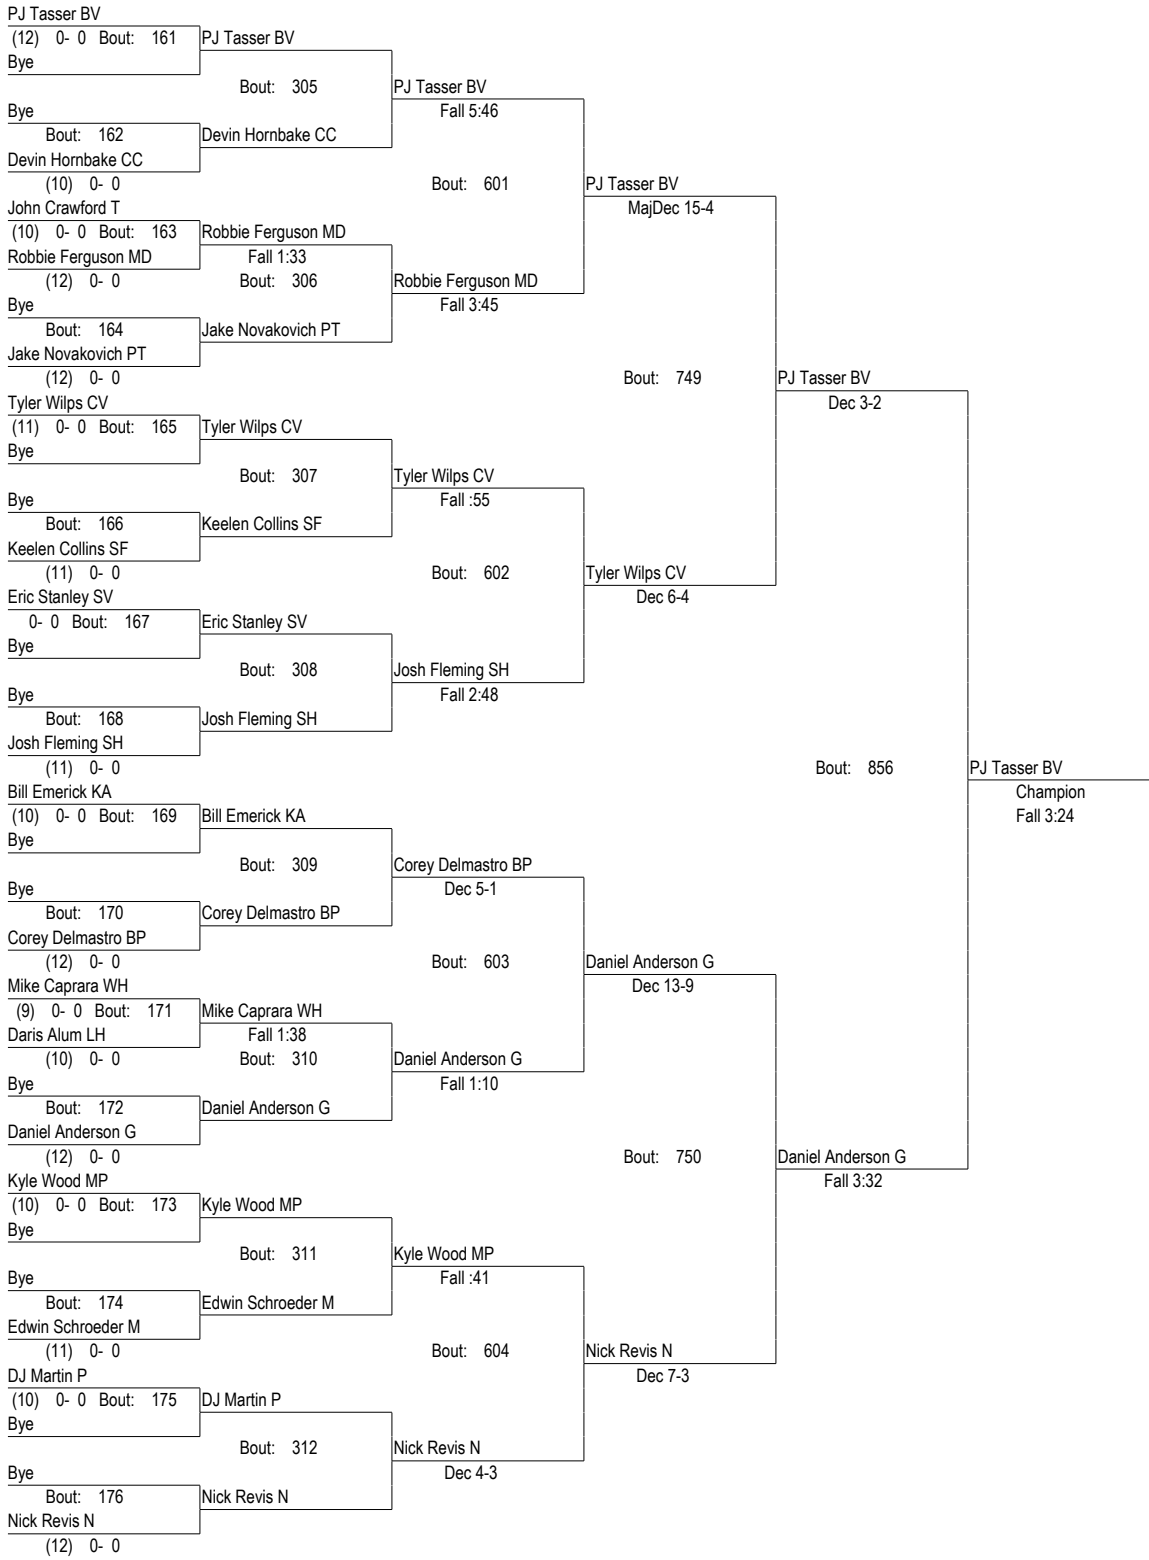 PJ Tasser BV
(12) 0- 0 Bout: 161 PJ Tasser BV
Bye
Bout: 305 PJ Tasser BV
Bye Fall 5:46
Bout: 162 Devin Hornbake CC
Devin Hornbake CC
(10) 0- 0 Bout: 601 PJ Tasser BV
John Crawford T MajDec 15-4
(10) 0- 0 Bout: 163 Robbie Ferguson MD
Robbie Ferguson MD Fall 1:33
(12) 0- 0 Bout: 306 Robbie Ferguson MD
Bye Fall 3:45
Bout: 164 Jake Novakovich PT
Jake Novakovich PT
(12) 0- 0 Bout: 749 PJ Tasser BV
Tyler Wilps CV Dec 3-2
(11) 0- 0 Bout: 165 Tyler Wilps CV
Bye
Bout: 307 Tyler Wilps CV
Bye Fall :55
Bout: 166 Keelen Collins SF
Keelen Collins SF
(11) 0- 0 Bout: 602 Tyler Wilps CV
Eric Stanley SV Dec 6-4
0- 0 Bout: 167 Eric Stanley SV
Bye
Bout: 308 Josh Fleming SH
Bye Fall 2:48
Bout: 168 Josh Fleming SH
Josh Fleming SH
(11) 0- 0 Bout: 856 PJ Tasser BV
Bill Emerick KA Champion
(10) 0- 0 Bout: 169 Bill Emerick KA Fall 3:24
Bye
Bout: 309 Corey Delmastro BP
Bye Dec 5-1
Bout: 170 Corey Delmastro BP
Corey Delmastro BP
(12) 0- 0 Bout: 603 Daniel Anderson G
Mike Caprara WH Dec 13-9
(9) 0- 0 Bout: 171 Mike Caprara WH
Daris Alum LH Fall 1:38
(10) 0- 0 Bout: 310 Daniel Anderson G
Bye Fall 1:10
Bout: 172 Daniel Anderson G
Daniel Anderson G
(12) 0- 0 Bout: 750 Daniel Anderson G
Kyle Wood MP Fall 3:32
(10) 0- 0 Bout: 173 Kyle Wood MP
Bye
Bout: 311 Kyle Wood MP
Bye Fall :41
Bout: 174 Edwin Schroeder M
Edwin Schroeder M
(11) 0- 0 Bout: 604 Nick Revis N
DJ Martin P Dec 7-3
(10) 0- 0 Bout: 175 DJ Martin P
Bye
Bout: 312 Nick Revis N
Bye Dec 4-3
Bout: 176 Nick Revis N
Nick Revis N
(12) 0- 0